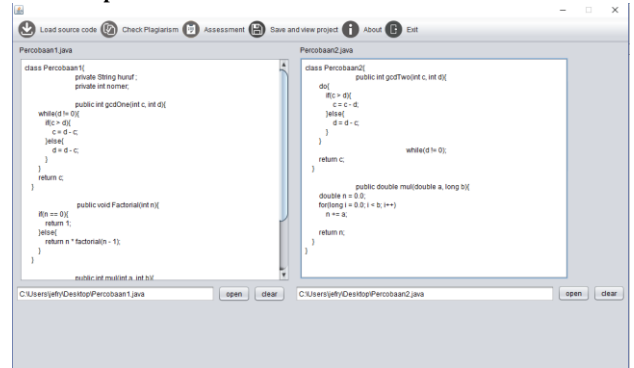 Load source code Check Plagiarism Assessment Save and view project About Exit
Percobaan1.java
class Percobaan1{
private String huruf ;
private int nomer;
public int gcdOne(int c, int d){
while(d != 0){
if(c > d){
c = d - c;
}else{
d = d - c;
}
}
return c;
}
public void Factorial(int n){
if(n == 0){
return 1;
}else{
return n * factorial(n - 1);
}
}
public int mul(int a, int b){
C:\Users\jefry\Desktop\Percobaan1.java open clear
Percobaan2.java
class Percobaan2{
public int gcdTwo(int c, int d){
do{
if(c > d){
c = c - d;
}else{
d = d - c;
}
}
while(d != 0);
return c;
}
public double mul(double a, long b){
double n = 0.0;
for(long i = 0.0; i < b; i++)
n += a;
return n;
}
}
C:\Users\jefry\Desktop\Percobaan2.java open clear